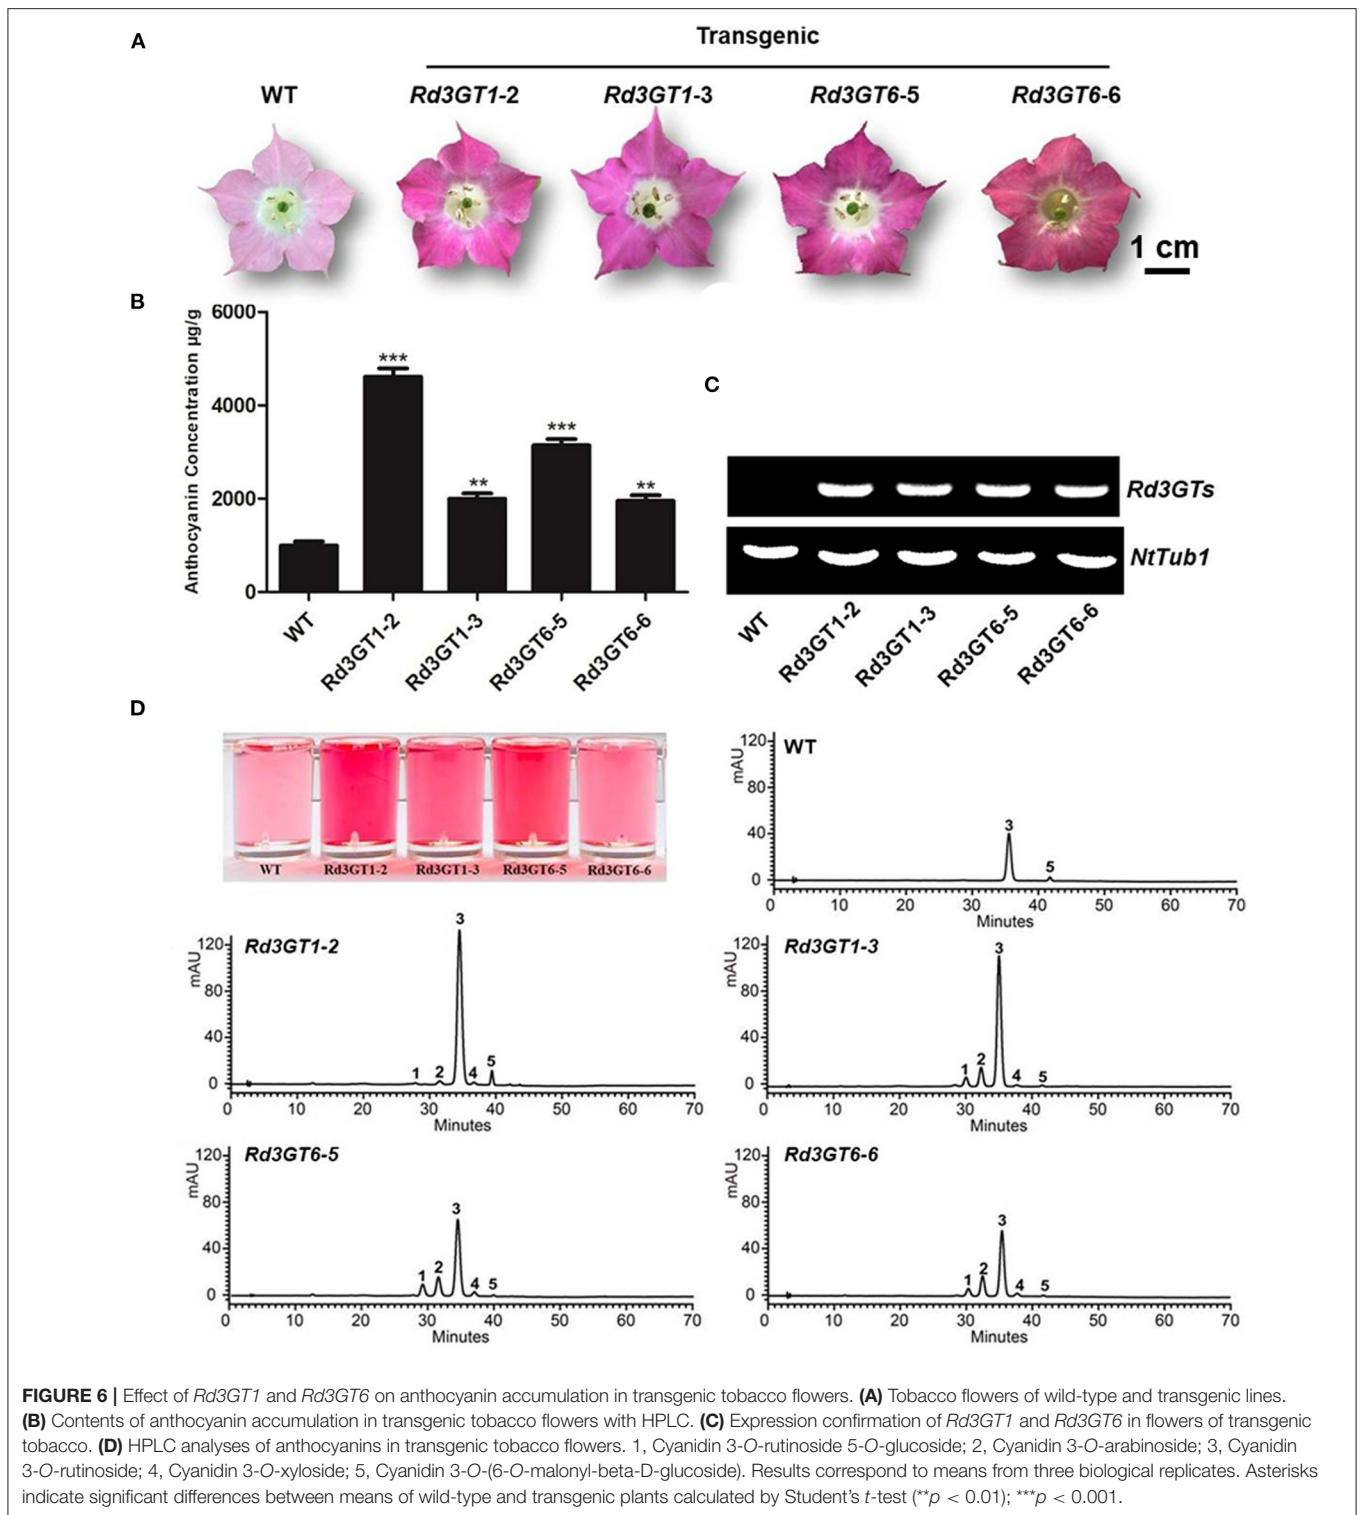 A
Transgenic
WT
Rd3GT1-2
Rd3GT1-3
Rd3GT6-5
Rd3GT6-6
1 cm
B
Anthocyanin Concentration µg/g
6000
4000
2000
0
***
**
***
**
WT
Rd3GT1-2
Rd3GT1-3
Rd3GT6-5
Rd3GT6-6
C
Rd3GTs
NtTub1
WT
Rd3GT1-2
Rd3GT1-3
Rd3GT6-5
Rd3GT6-6
D
WT
Rd3GT1-2
Rd3GT1-3
Rd3GT6-5
Rd3GT6-6
WT
mAU
120
80
40
0
3
5
0 10 20 30 40 50 60 70
Minutes
Rd3GT1-2
mAU
120
80
40
0
1 2 3 4 5
0 10 20 30 40 50 60 70
Minutes
Rd3GT1-3
mAU
120
80
40
0
1 2 3 4 5
0 10 20 30 40 50 60 70
Minutes
Rd3GT6-5
mAU
120
80
40
0
1 2 3 4 5
0 10 20 30 40 50 60 70
Minutes
Rd3GT6-6
mAU
120
80
40
0
1 2 3 4 5
0 10 20 30 40 50 60 70
Minutes
FIGURE 6 | Effect of Rd3GT1 and Rd3GT6 on anthocyanin accumulation in transgenic tobacco flowers. (A) Tobacco flowers of wild-type and transgenic lines.
(B) Contents of anthocyanin accumulation in transgenic tobacco flowers with HPLC. (C) Expression confirmation of Rd3GT1 and Rd3GT6 in flowers of transgenic
tobacco. (D) HPLC analyses of anthocyanins in transgenic tobacco flowers. 1, Cyanidin 3-O-rutinoside 5-O-glucoside; 2, Cyanidin 3-O-arabinoside; 3, Cyanidin
3-O-rutinoside; 4, Cyanidin 3-O-xyloside; 5, Cyanidin 3-O-(6-O-malonyl-beta-D-glucoside). Results correspond to means from three biological replicates. Asterisks
indicate significant differences between means of wild-type and transgenic plants calculated by Student's t-test (**p < 0.01); ***p < 0.001.